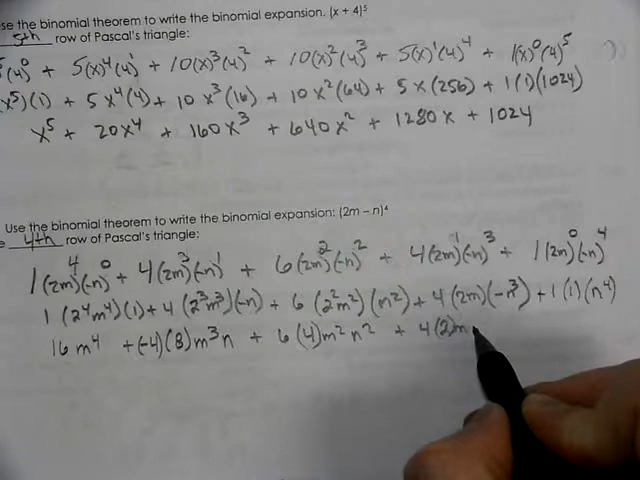 se the binomial theorem to write the binomial expansion. (x + 4)⁵
5th row of Pascal's triangle:
(4)⁰ + 5(x)⁴(4)¹ + 10(x)³(4)² + 10(x)²(4)³ + 5(x)¹(4)⁴ + 1(x)⁰(4)⁵
x⁵)(1) + 5x⁴(4) + 10x³(16) + 10x²(64) + 5x(256) + 1(1)(1024)
x⁵ + 20x⁴ + 160x³ + 640x² + 1280x + 1024
Use the binomial theorem to write the binomial expansion: (2m – n)⁴
e 4th row of Pascal's triangle:
1(2m)⁴(-n)⁰ + 4(2m)³(-n)¹ + 6(2m)²(-n)² + 4(2m)¹(-n)³ + 1(2m)⁰(-n)⁴
1(2⁴m⁴)(1) + 4(2³m³)(-n) + 6(2²m²)(n²) + 4(2m)(-n³) + 1(1)(n⁴)
16m⁴ + (-4)(8)m³n + 6(4)m²n² + 4(2)m